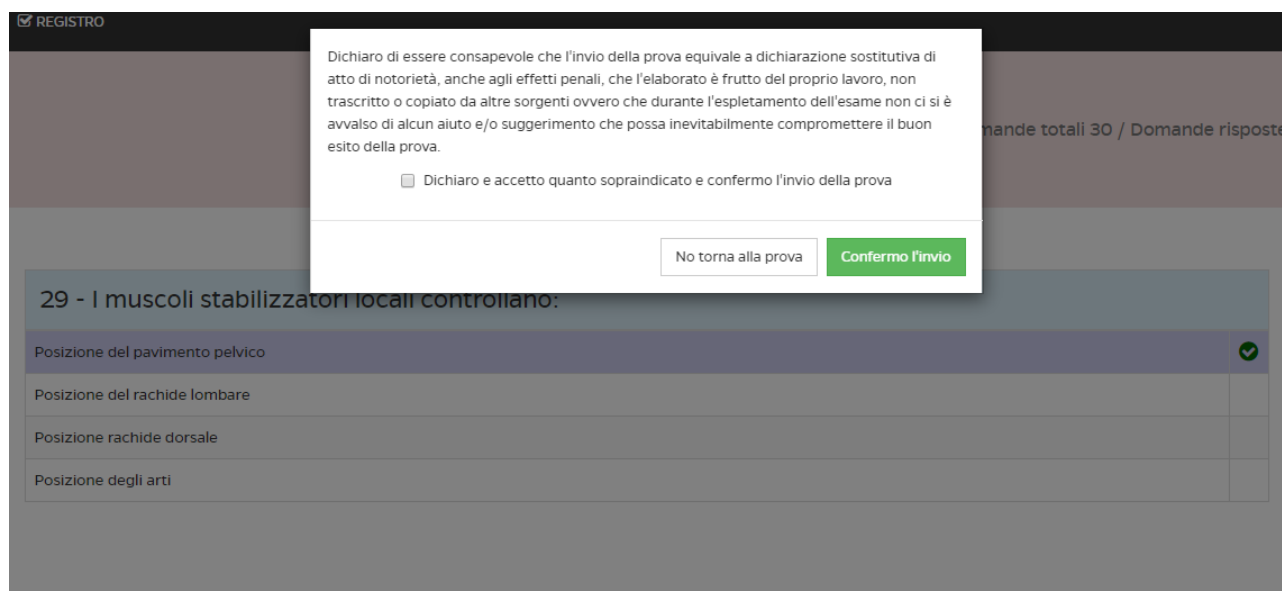 REGISTRO
Dichiaro di essere consapevole che l'invio della prova equivale a dichiarazione sostitutiva di
atto di notorietà, anche agli effetti penali, che l'elaborato è frutto del proprio lavoro, non
trascritto o copiato da altre sorgenti ovvero che durante l'espletamento dell'esame non ci si è
avvalso di alcun aiuto e/o suggerimento che possa inevitabilmente compromettere il buon
esito della prova.
mande totali 30 / Domande risposte
Dichiaro e accetto quanto sopraindicato e confermo l'invio della prova
No torna alla prova
Confermo l'invio
29 - I muscoli stabilizzatori locali controllano:
Posizione del pavimento pelvico
Posizione del rachide lombare
Posizione rachide dorsale
Posizione degli arti